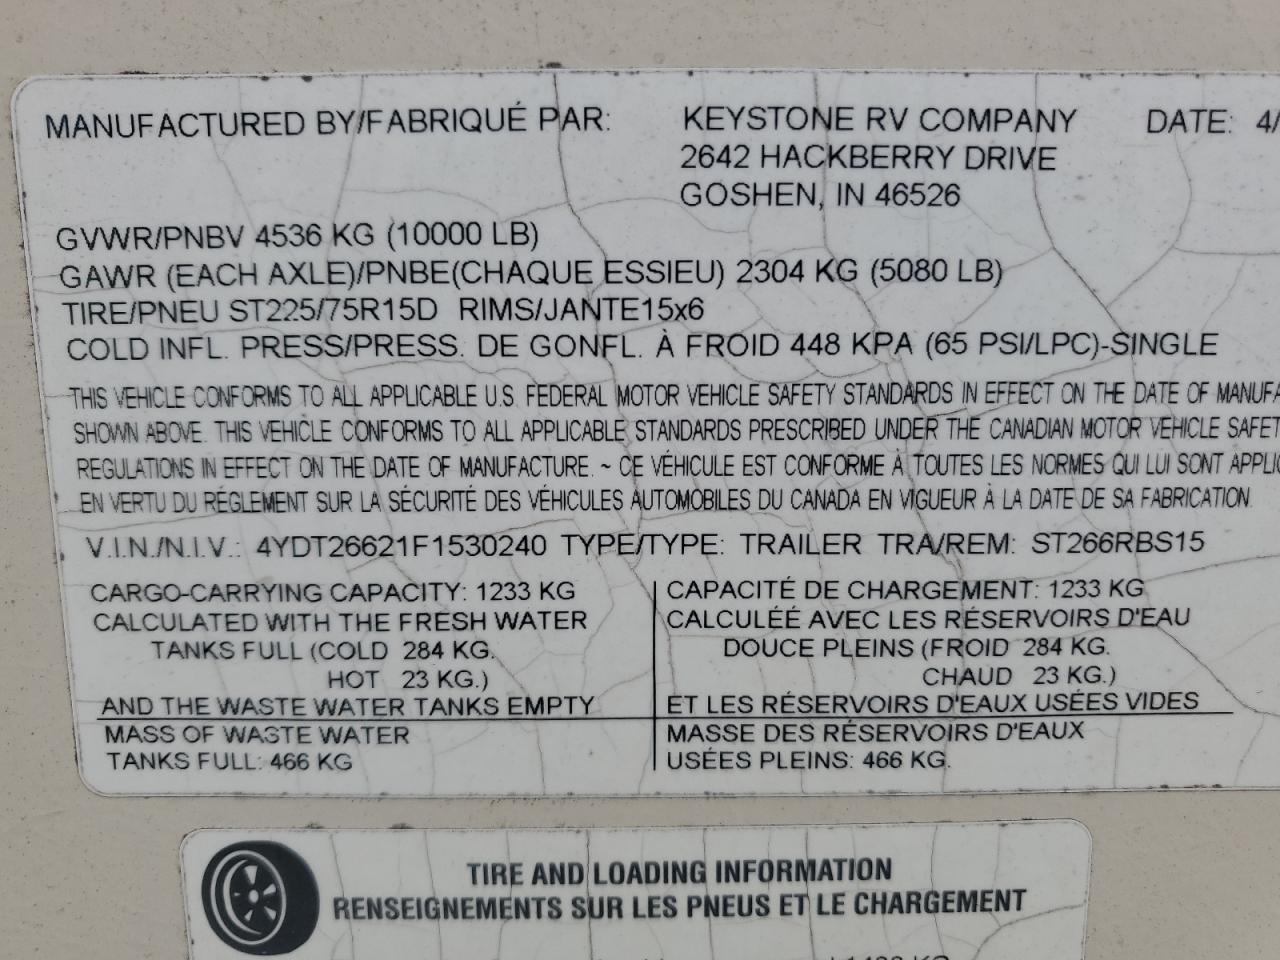 MANUFACTURED BY/FABRIQUÉ PAR: KEYSTONE RV COMPANY DATE: 4/
2642 HACKBERRY DRIVE
GOSHEN, IN 46526
GVWR/PNBV 4536 KG (10000 LB)
GAWR (EACH AXLE)/PNBE(CHAQUE ESSIEU) 2304 KG (5080 LB)
TIRE/PNEU ST225/75R15D RIMS/JANTE15x6
COLD INFL. PRESS/PRESS. DE GONFL. À FROID 448 KPA (65 PSI/LPC)-SINGLE
THIS VEHICLE CONFORMS TO ALL APPLICABLE U.S. FEDERAL MOTOR VEHICLE SAFETY STANDARDS IN EFFECT ON THE DATE OF MANUFA
SHOWN ABOVE. THIS VEHICLE CONFORMS TO ALL APPLICABLE STANDARDS PRESCRIBED UNDER THE CANADIAN MOTOR VEHICLE SAFET
REGULATIONS IN EFFECT ON THE DATE OF MANUFACTURE. ~ CE VÉHICULE EST CONFORME À TOUTES LES NORMES QUI LUI SONT APPLIC
EN VERTU DU RÉGLEMENT SUR LA SÉCURITÉ DES VÉHICULES AUTOMOBILES DU CANADA EN VIGUEUR À LA DATE DE SA FABRICATION.
V.I.N./N.I.V.: 4YDT26621F1530240 TYPE/TYPE: TRAILER TRA/REM: ST266RBS15
CARGO-CARRYING CAPACITY: 1233 KG
CALCULATED WITH THE FRESH WATER
TANKS FULL (COLD 284 KG.
HOT 23 KG.)
AND THE WASTE WATER TANKS EMPTY
MASS OF WASTE WATER
TANKS FULL: 466 KG
CAPACITÉ DE CHARGEMENT: 1233 KG
CALCULÉÉ AVEC LES RÉSERVOIRS D'EAU
DOUCE PLEINS (FROID 284 KG.
CHAUD 23 KG.)
ET LES RÉSERVOIRS D'EAUX USÉES VIDES
MASSE DES RÉSERVOIRS D'EAUX
USÉES PLEINS: 466 KG.
TIRE AND LOADING INFORMATION
RENSEIGNEMENTS SUR LES PNEUS ET LE CHARGEMENT